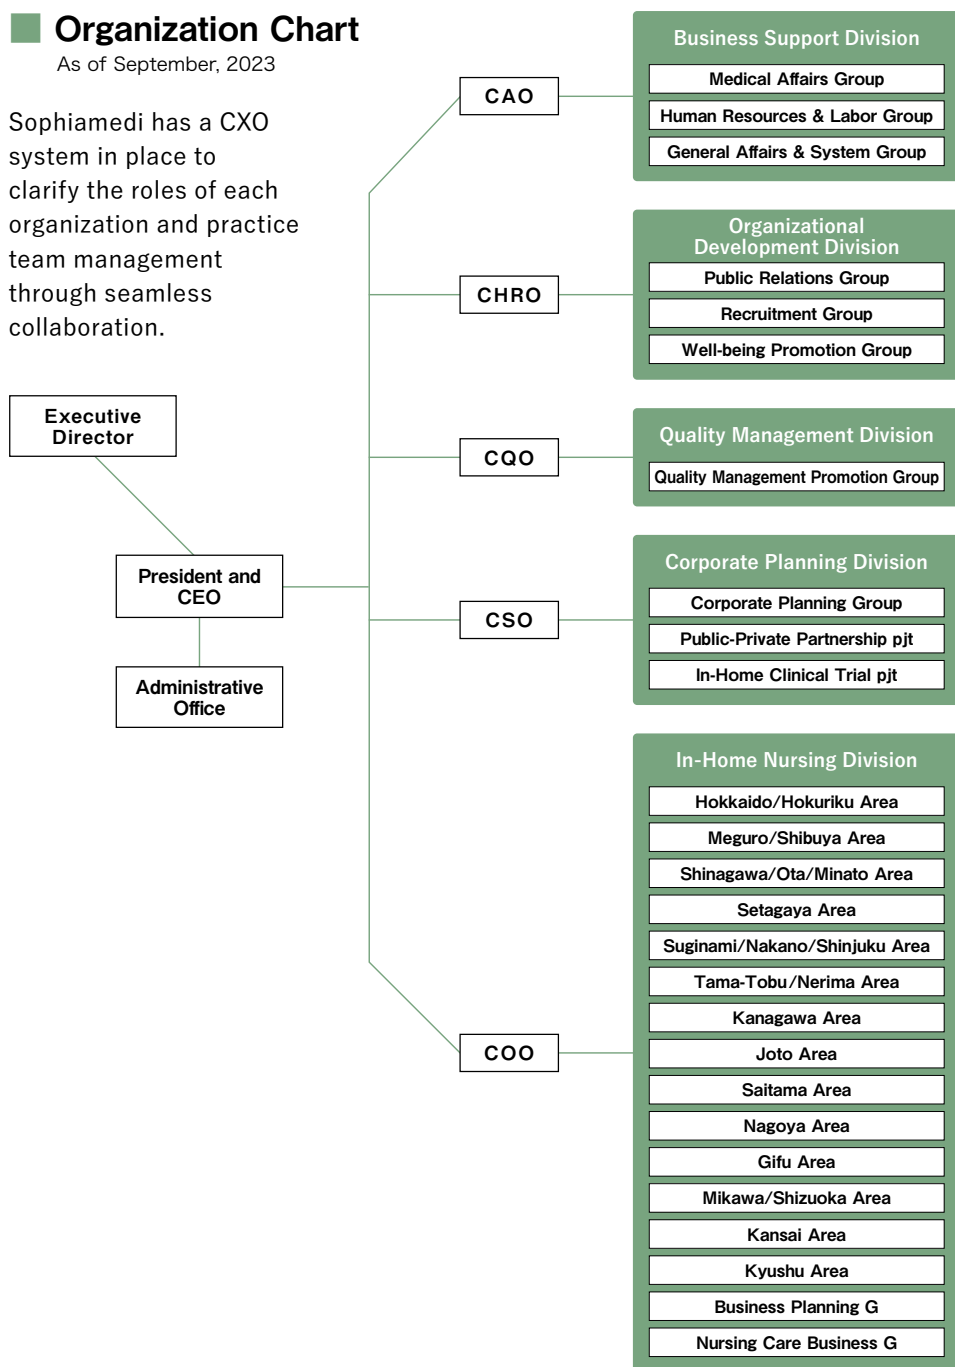 Organization Chart
As of September, 2023
Sophiamedi has a CXO
system in place to
clarify the roles of each
organization and practice
team management
through seamless
collaboration.
Executive
Director
President and
CEO
Administrative
Office
CAO
Business Support Division
Medical Affairs Group
Human Resources & Labor Group
General Affairs & System Group
CHRO
Organizational
Development Division
Public Relations Group
Recruitment Group
Well-being Promotion Group
CQO
Quality Management Division
Quality Management Promotion Group
CSO
Corporate Planning Division
Corporate Planning Group
Public-Private Partnership pjt
In-Home Clinical Trial pjt
COO
In-Home Nursing Division
Hokkaido/Hokuriku Area
Meguro/Shibuya Area
Shinagawa/Ota/Minato Area
Setagaya Area
Suginami/Nakano/Shinjuku Area
Tama-Tobu/Nerima Area
Kanagawa Area
Joto Area
Saitama Area
Nagoya Area
Gifu Area
Mikawa/Shizuoka Area
Kansai Area
Kyushu Area
Business Planning G
Nursing Care Business G